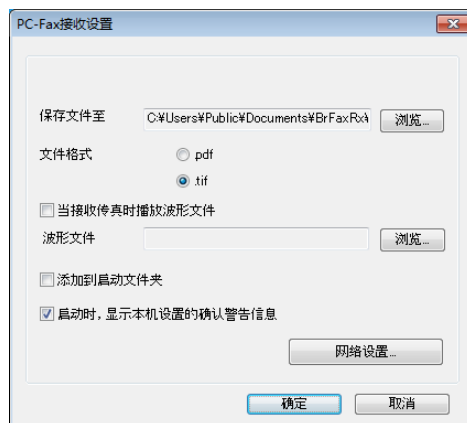 PC-Fax接收设置
保存文件至 C:¥Users¥Public¥Documents¥BrFaxRx¥ 浏览...
文件格式 .pdf
.tif
当接收传真时播放波形文件
波形文件 浏览...
添加到启动文件夹
启动时，显示本机设置的确认警告信息
网络设置...
确定 取消